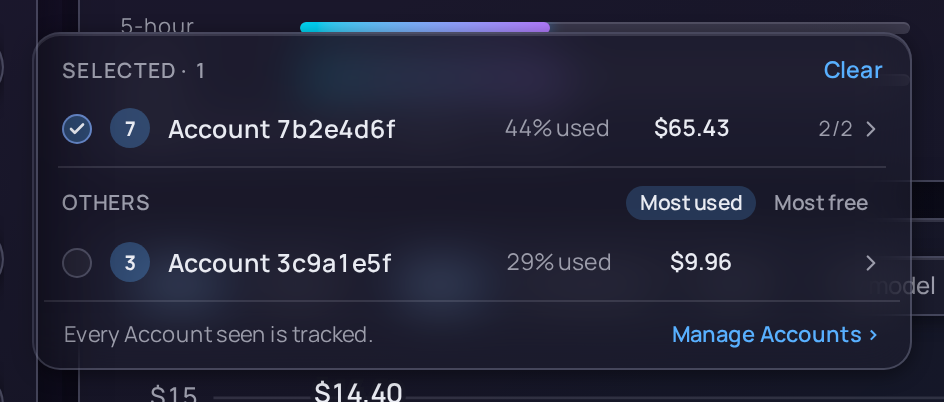 5-hour
SELECTED · 1 Clear
7 Account 7b2e4d6f 44% used $65.43 2/2 >
OTHERS Most used Most free
3 Account 3c9a1e5f 29% used $9.96 >
model
Every Account seen is tracked. Manage Accounts >
$15 $14.40